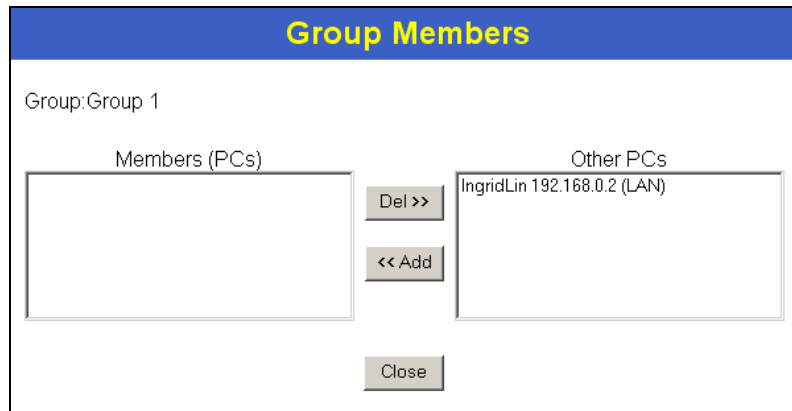 Group Members
Group:Group 1
Members (PCs)
Other PCs
IngridLin 192.168.0.2 (LAN)
Del >>
<< Add
Close